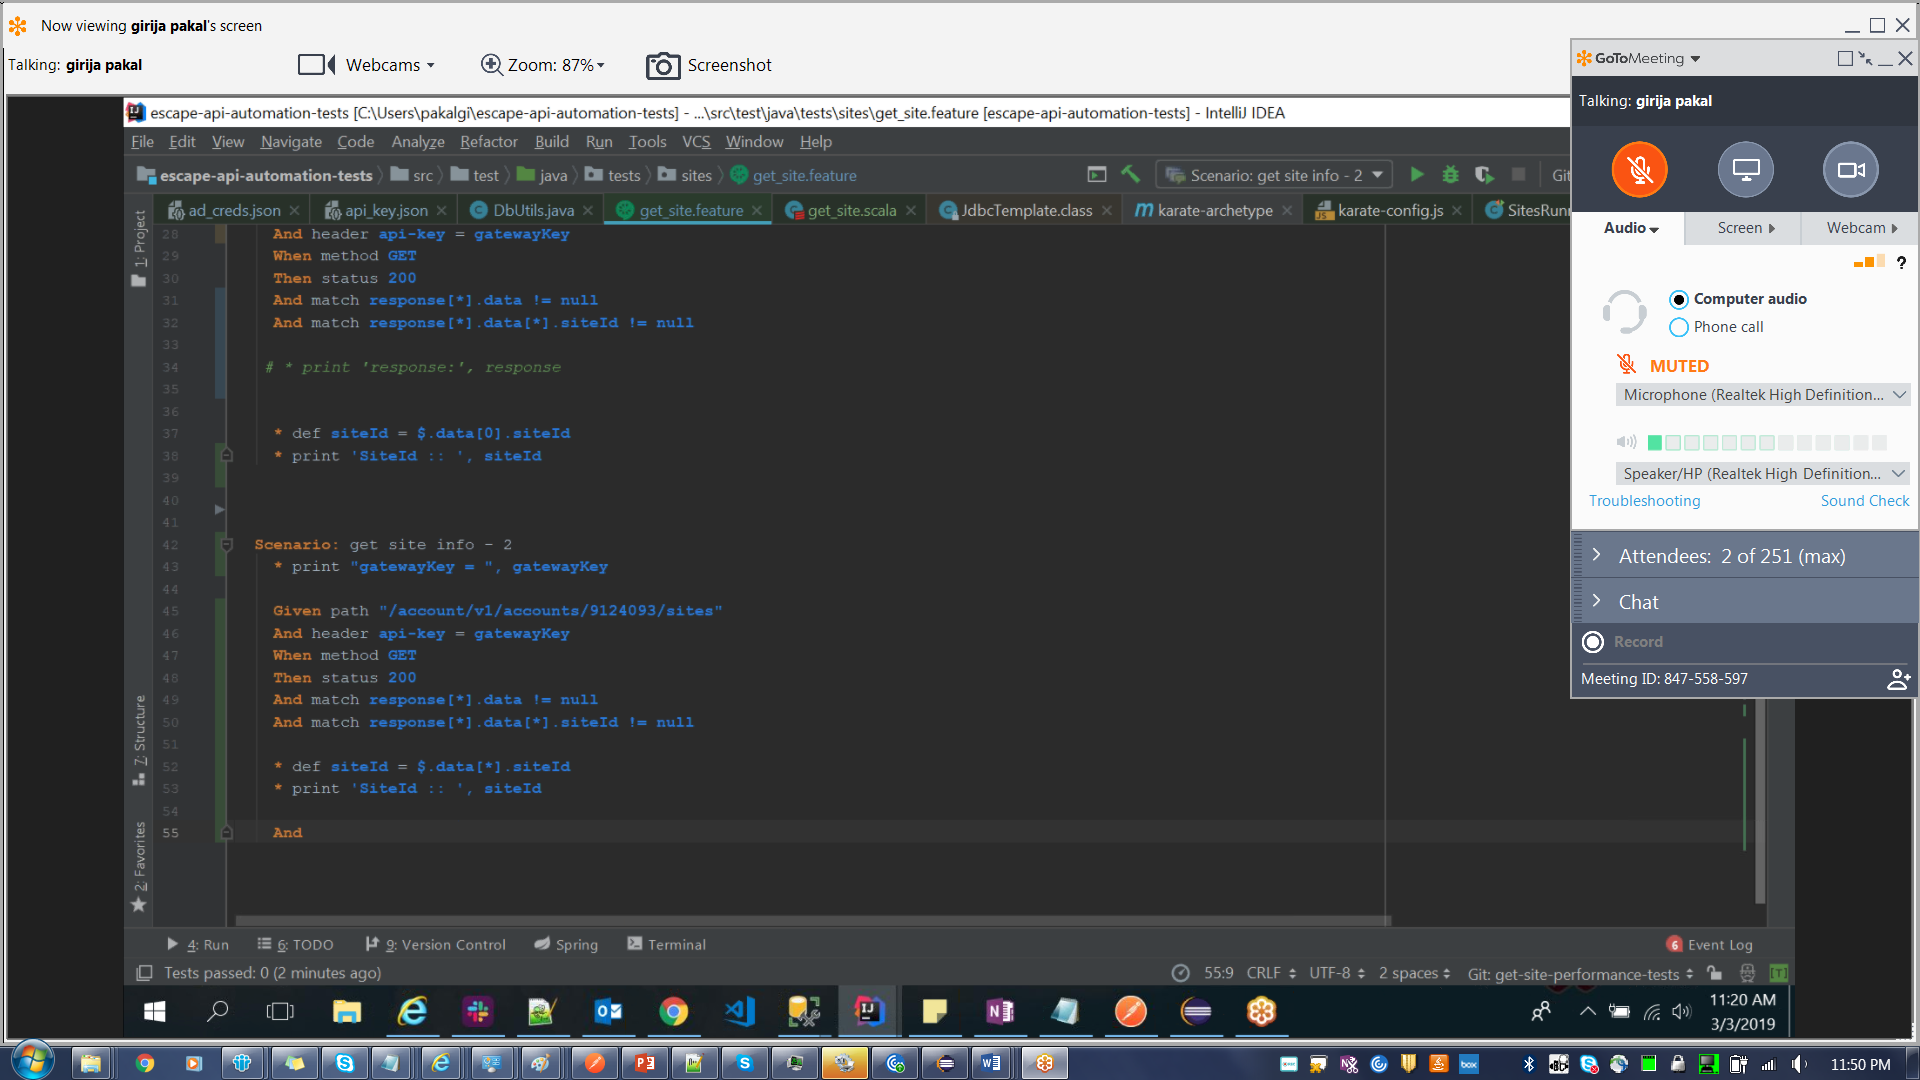 Now viewing girija pakal's screen
Talking: girija pakal
Webcams
Zoom: 87%
Screenshot
escape-api-automation-tests [C:\Users\pakalgi\escape-api-automation-tests] - ...\src\test\java\tests\sites\get_site.feature [escape-api-automation-tests] - IntelliJ IDEA
File Edit View Navigate Code Analyze Refactor Build Run Tools VCS Window Help
escape-api-automation-tests src test java tests sites get_site.feature
Scenario: get site info - 2
Git
ad_creds.json api_key.json DbUtils.java get_site.feature get_site.scala JdbcTemplate.class karate-archetype karate-config.js SitesRunn
1: Project
28 And header api-key = gatewayKey
29 When method GET
30 Then status 200
31 And match response[*].data != null
32 And match response[*].data[*].siteId != null
33
34 # * print 'response:', response
35
36
37 * def siteId = $.data[0].siteId
38 * print 'SiteId :: ', siteId
39
40
41
42 Scenario: get site info - 2
43 * print "gatewayKey = ", gatewayKey
44
45 Given path "/account/v1/accounts/9124093/sites"
46 And header api-key = gatewayKey
47 When method GET
48 Then status 200
49 And match response[*].data != null
50 And match response[*].data[*].siteId != null
51
52 * def siteId = $.data[*].siteId
53 * print 'SiteId :: ', siteId
54
55 And
7: Structure
2: Favorites
4: Run 6: TODO 9: Version Control Spring Terminal
6 Event Log
Tests passed: 0 (2 minutes ago)
55:9 CRLF UTF-8 2 spaces Git: get-site-performance-tests
11:20 AM
3/3/2019
GoToMeeting
Talking: girija pakal
Audio Screen Webcam
?
Computer audio
Phone call
MUTED
Microphone (Realtek High Definition...
Speaker/HP (Realtek High Definition...
Troubleshooting Sound Check
Attendees: 2 of 251 (max)
Chat
Record
Meeting ID: 847-558-597
11:50 PM